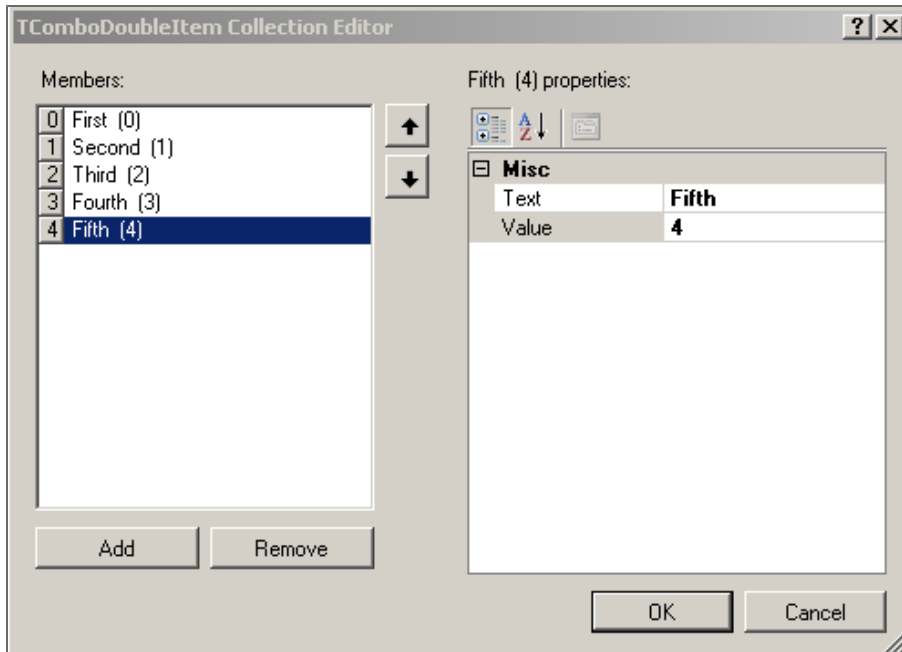 TComboDoubleItem Collection Editor
Members:
0 First (0)
1 Second (1)
2 Third (2)
3 Fourth (3)
4 Fifth (4)
Add Remove
Fifth (4) properties:
A Z
Misc
Text Fifth
Value 4
OK Cancel